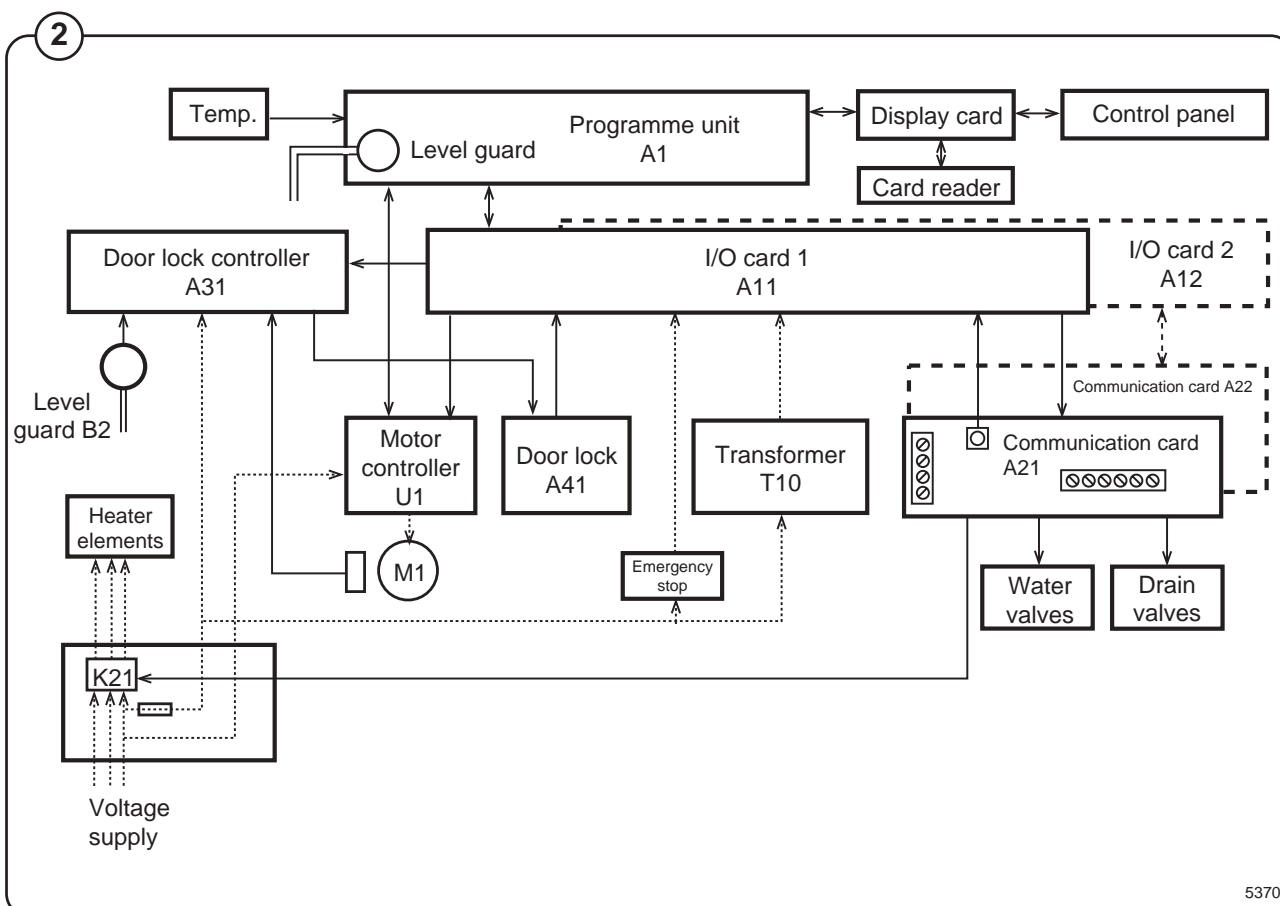 2
Temp.
Programme unit
A1
Level guard
Display card
Control panel
Card reader
Door lock controller
A31
I/O card 1
A11
I/O card 2
A12
Level
guard B2
Motor
controller
U1
Door lock
A41
Transformer
T10
Communication card A22
Communication card
A21
Heater
elements
M1
Emergency
stop
Water
valves
Drain
valves
K21
Voltage
supply
5370